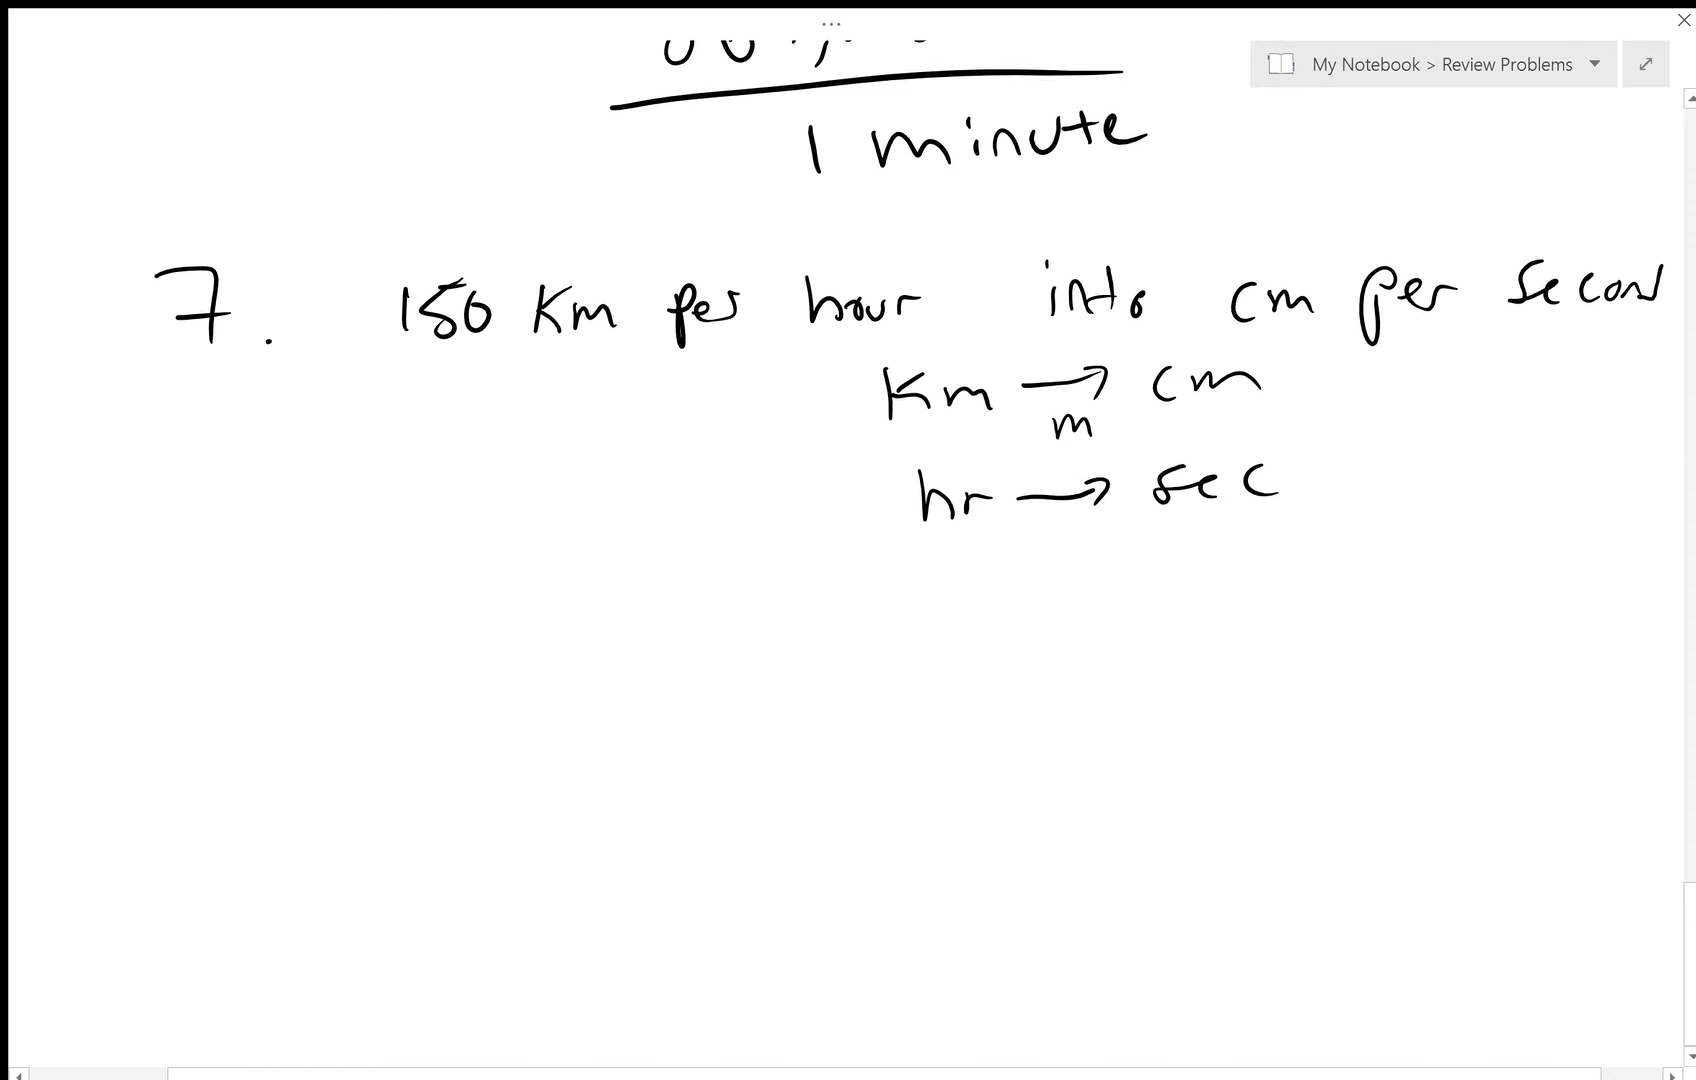 My Notebook > Review Problems
1 minute
7. 150 Km per hour into cm per second
Km → cm
m
hr → sec